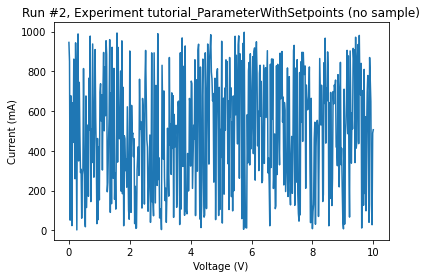 Run #2, Experiment tutorial_ParameterWithSetpoints (no sample)
1000
800
600
400
200
0
Current (mA)
0 2 4 6 8 10
Voltage (V)